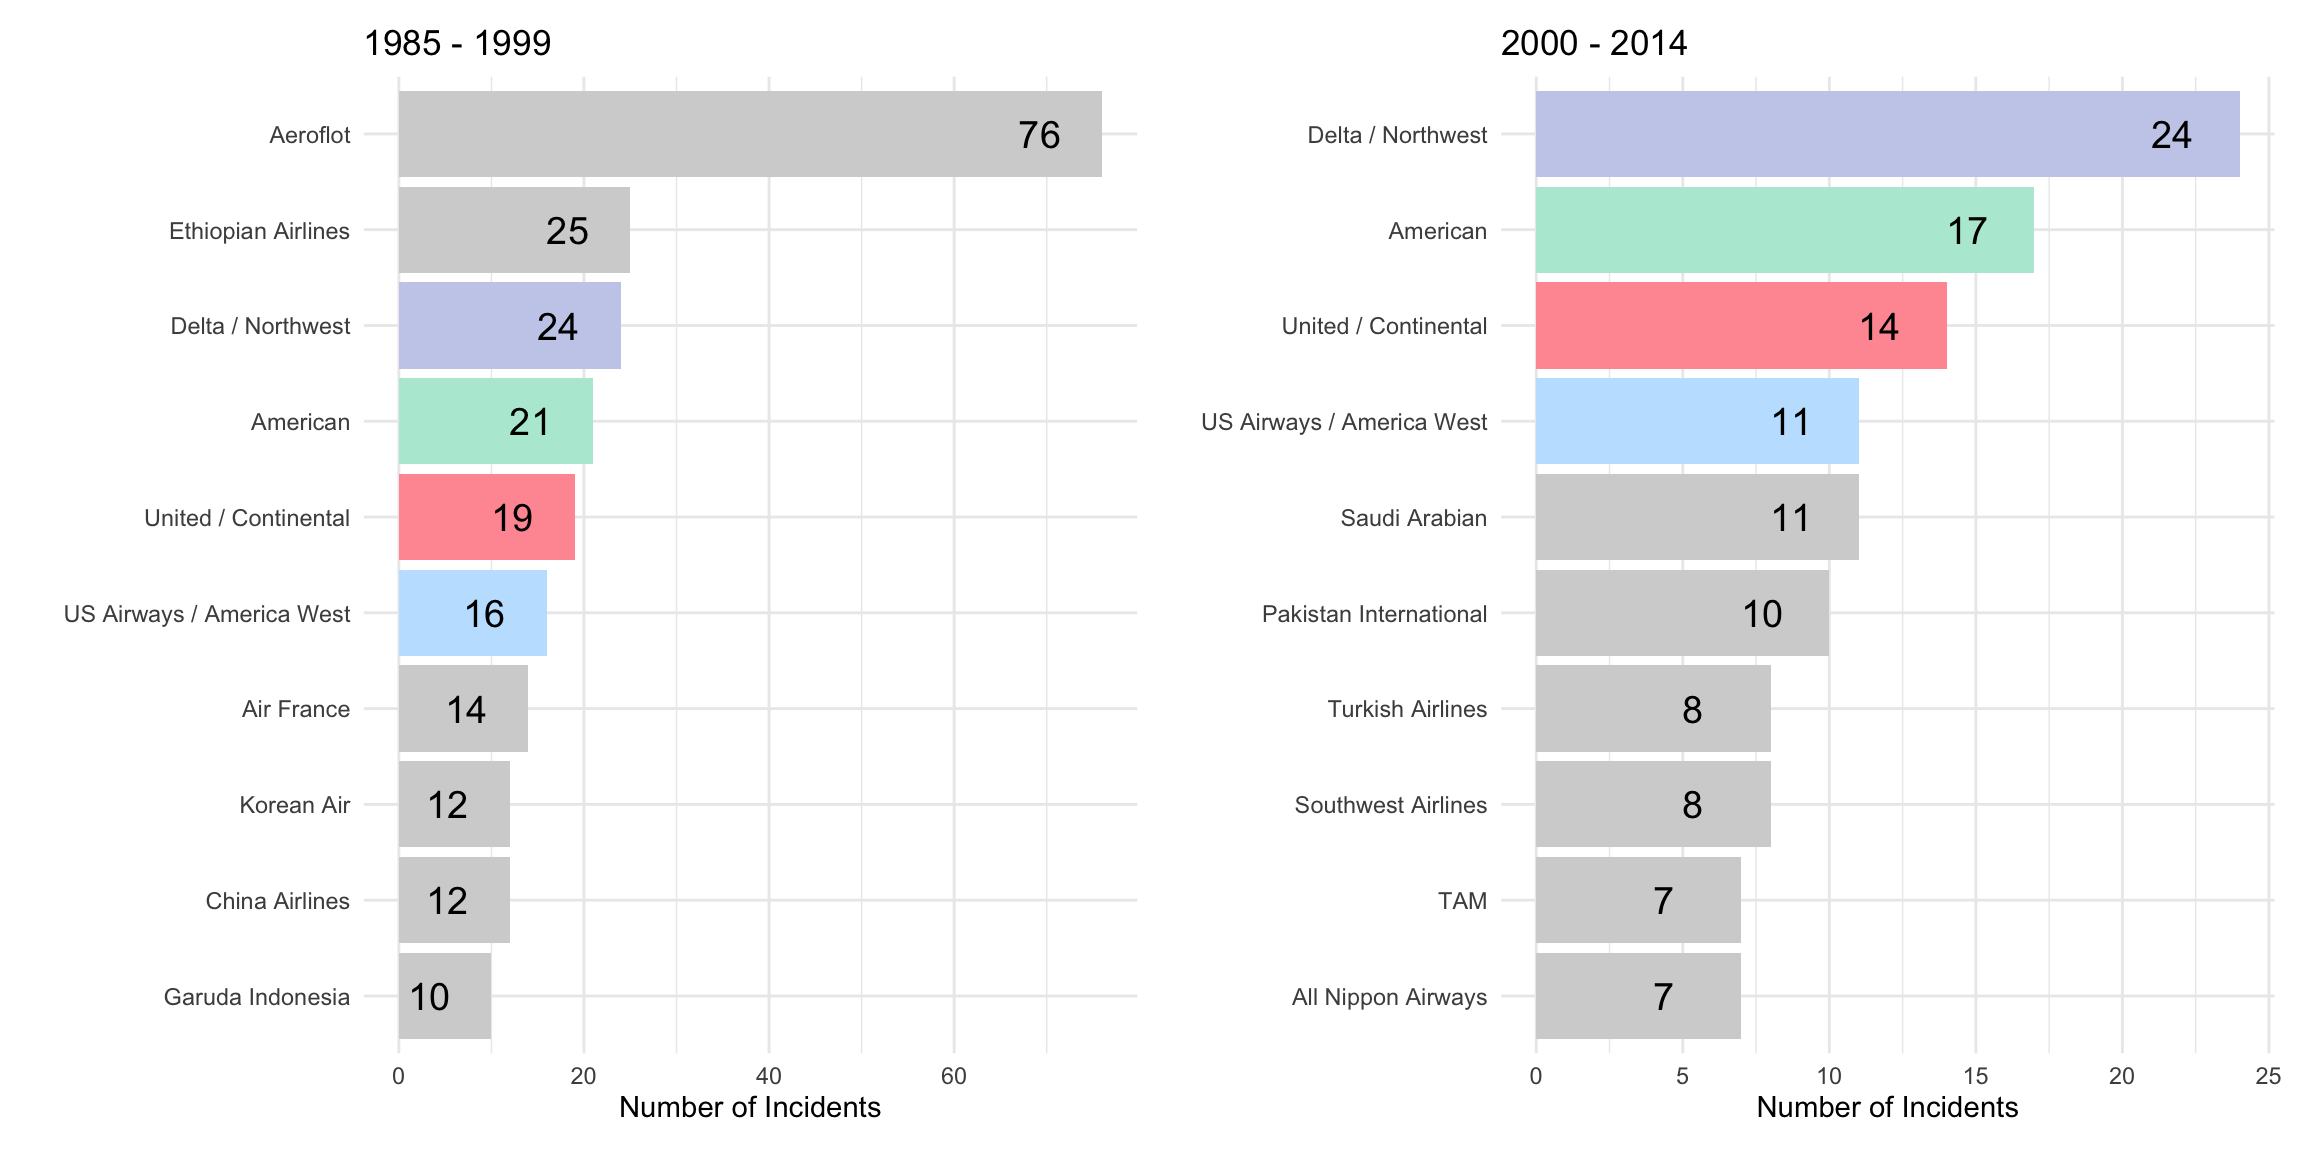 1985 - 1999
Aeroflot 76
Ethiopian Airlines 25
Delta / Northwest 24
American 21
United / Continental 19
US Airways / America West 16
Air France 14
Korean Air 12
China Airlines 12
Garuda Indonesia 10
0 20 40 60
Number of Incidents
2000 - 2014
Delta / Northwest 24
American 17
United / Continental 14
US Airways / America West 11
Saudi Arabian 11
Pakistan International 10
Turkish Airlines 8
Southwest Airlines 8
TAM 7
All Nippon Airways 7
0 5 10 15 20 25
Number of Incidents